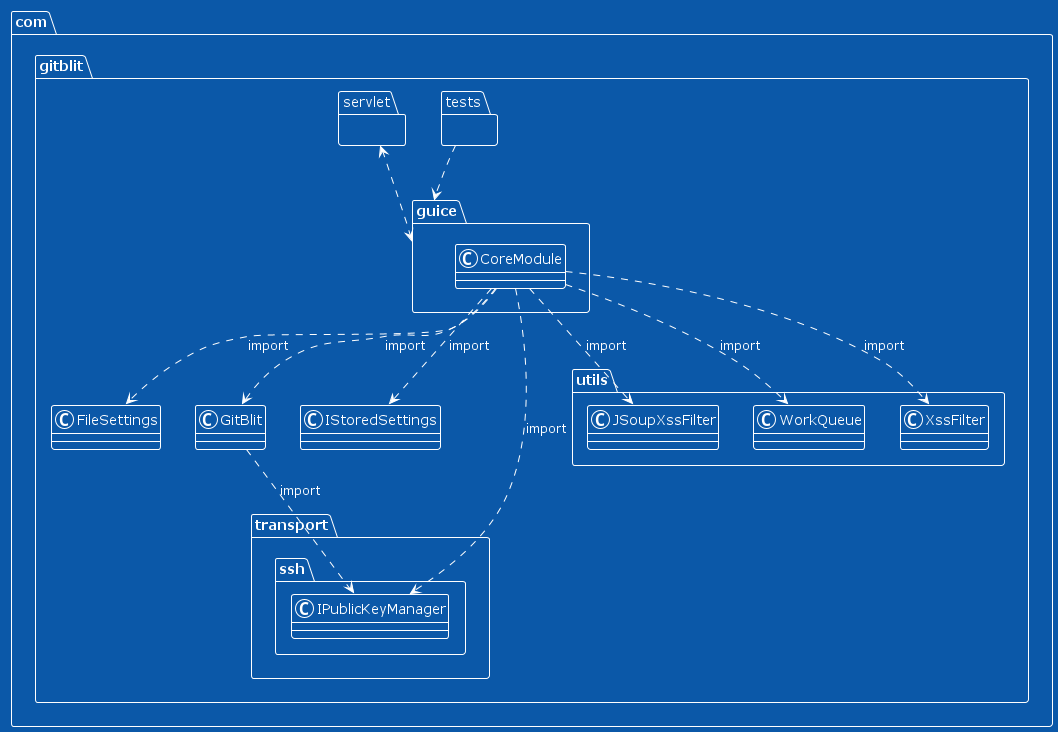 com
gitblit
servlet
tests
guice
C CoreModule
import
import
import
import
import
import
utils
C FileSettings
C GitBlit
C IStoredSettings
C JSoupXssFilter
C WorkQueue
C XssFilter
import
import
transport
ssh
C IPublicKeyManager